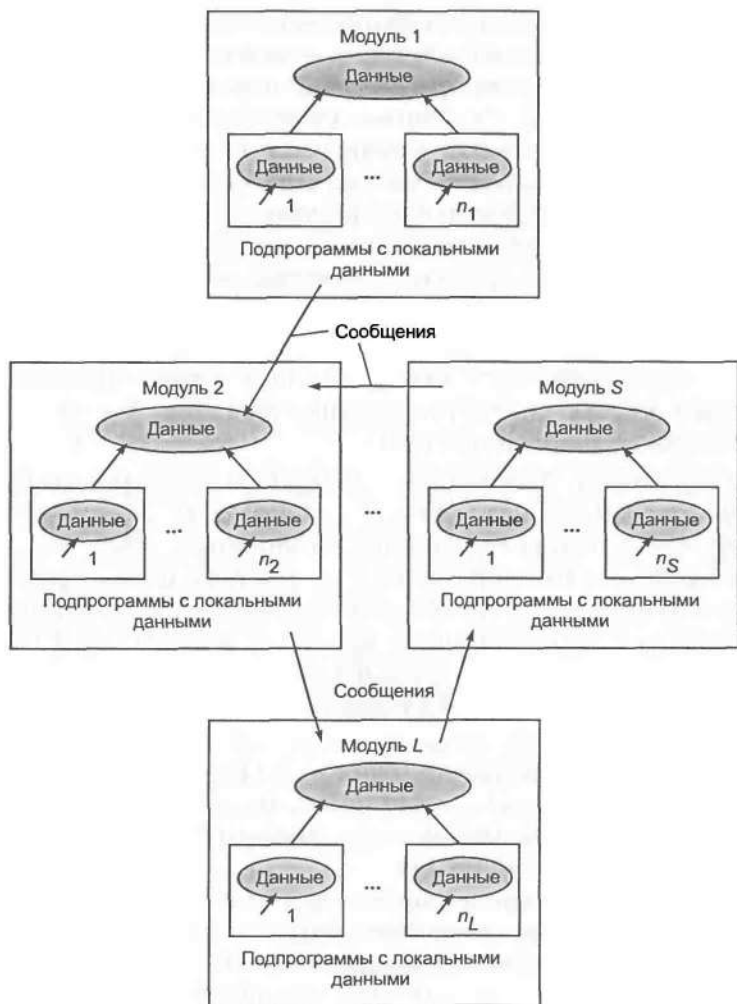 Модуль 1
Данные
Данные ... Данные
1 n1
Подпрограммы с локальными
данными
Сообщения
Модуль 2
Данные
Данные ... Данные
1 n2
Подпрограммы с локальными
данными
...
Модуль S
Данные
Данные ... Данные
1 nS
Подпрограммы с локальными
данными
Сообщения
Модуль L
Данные
Данные ... Данные
1 nL
Подпрограммы с локальными
данными